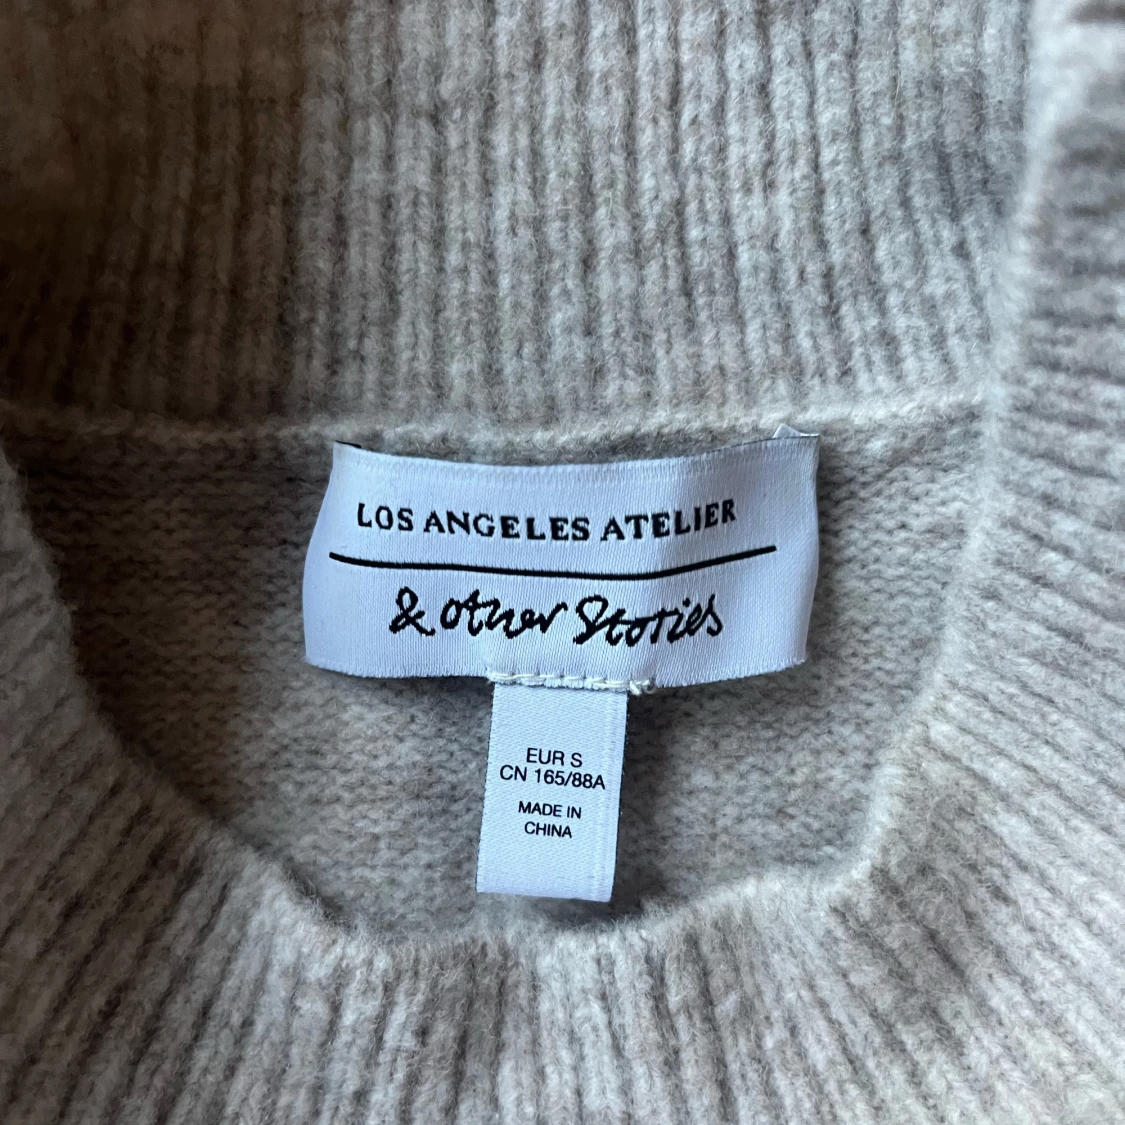 LOS ANGELES ATELIER
& other Stories
EUR S
CN 165/88A
MADE IN
CHINA